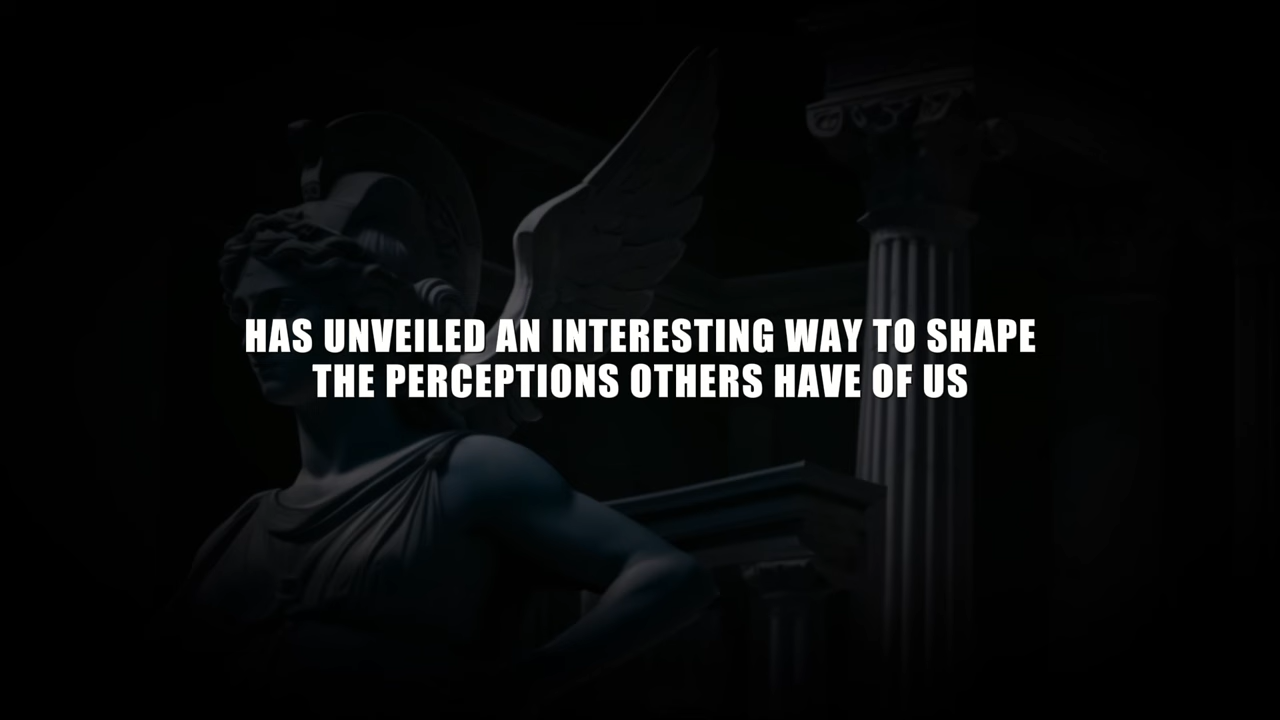 HAS UNVEILED AN INTERESTING WAY TO SHAPE
THE PERCEPTIONS OTHERS HAVE OF US